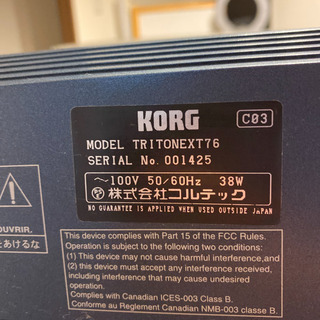 KORG
C03
MODEL TRITONEXT76
SERIAL No. 001425
~100V 50/60Hz 38W
株式会社コルテック
NO GUARANTEE IS APPLIED WHEN USED OUTSIDE JAPAN
OUVRIR.
をあけるな
This device complies with Part 15 of the FCC Rules.
Operation is subject to the following two conditions:
(1) This device may not cause harmful interference,and
(2) this device must accept any interference received,
including interference that may cause undesired
operation.
Complies with Canadian ICES-003 Class B.
Conforme au Reglement Canadien NMB-003 classe B.